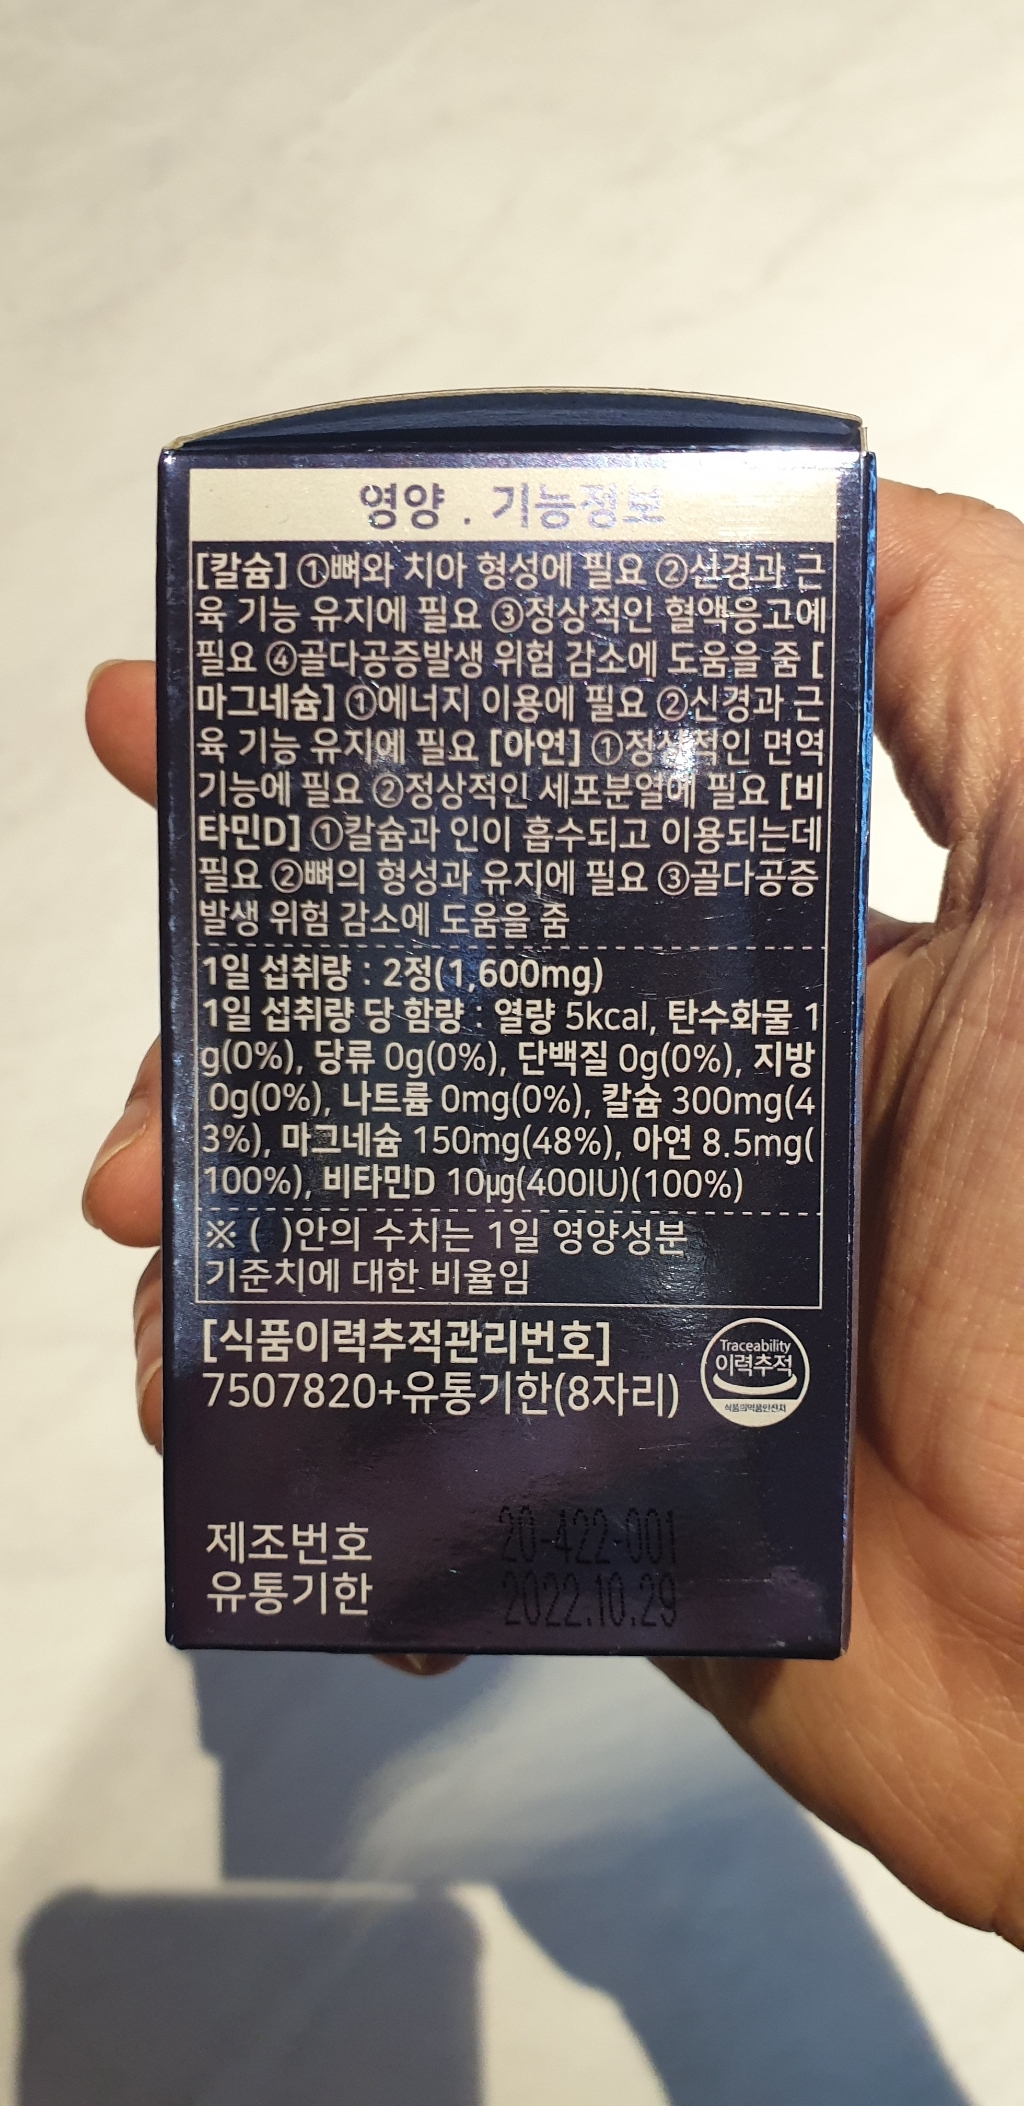 영양 . 기능정보
[칼슘] ①뼈와 치아 형성에 필요 ②신경과 근
육 기능 유지에 필요 ③정상적인 혈액응고에
필요 ④골다공증발생 위험 감소에 도움을 줌 [
마그네슘] ①에너지 이용에 필요 ②신경과 근
육 기능 유지에 필요 [아연] ①정상적인 면역
기능에 필요 ②정상적인 세포분열에 필요 [비
타민D] ①칼슘과 인이 흡수되고 이용되는데
필요 ②뼈의 형성과 유지에 필요 ③골다공증
발생 위험 감소에 도움을 줌
1일 섭취량 : 2정(1,600mg)
1일 섭취량 당 함량 : 열량 5kcal, 탄수화물 1
g(0%), 당류 0g(0%), 단백질 0g(0%), 지방
0g(0%), 나트륨 0mg(0%), 칼슘 300mg(4
3%), 마그네슘 150mg(48%), 아연 8.5mg(
100%), 비타민D 10µg(400IU)(100%)
※ ( )안의 수치는 1일 영양성분
기준치에 대한 비율임
[식품이력추적관리번호]
7507820+유통기한(8자리)
Traceability
이력추적
식품의약품안전처
제조번호 20-422-001
유통기한 2022.10.29